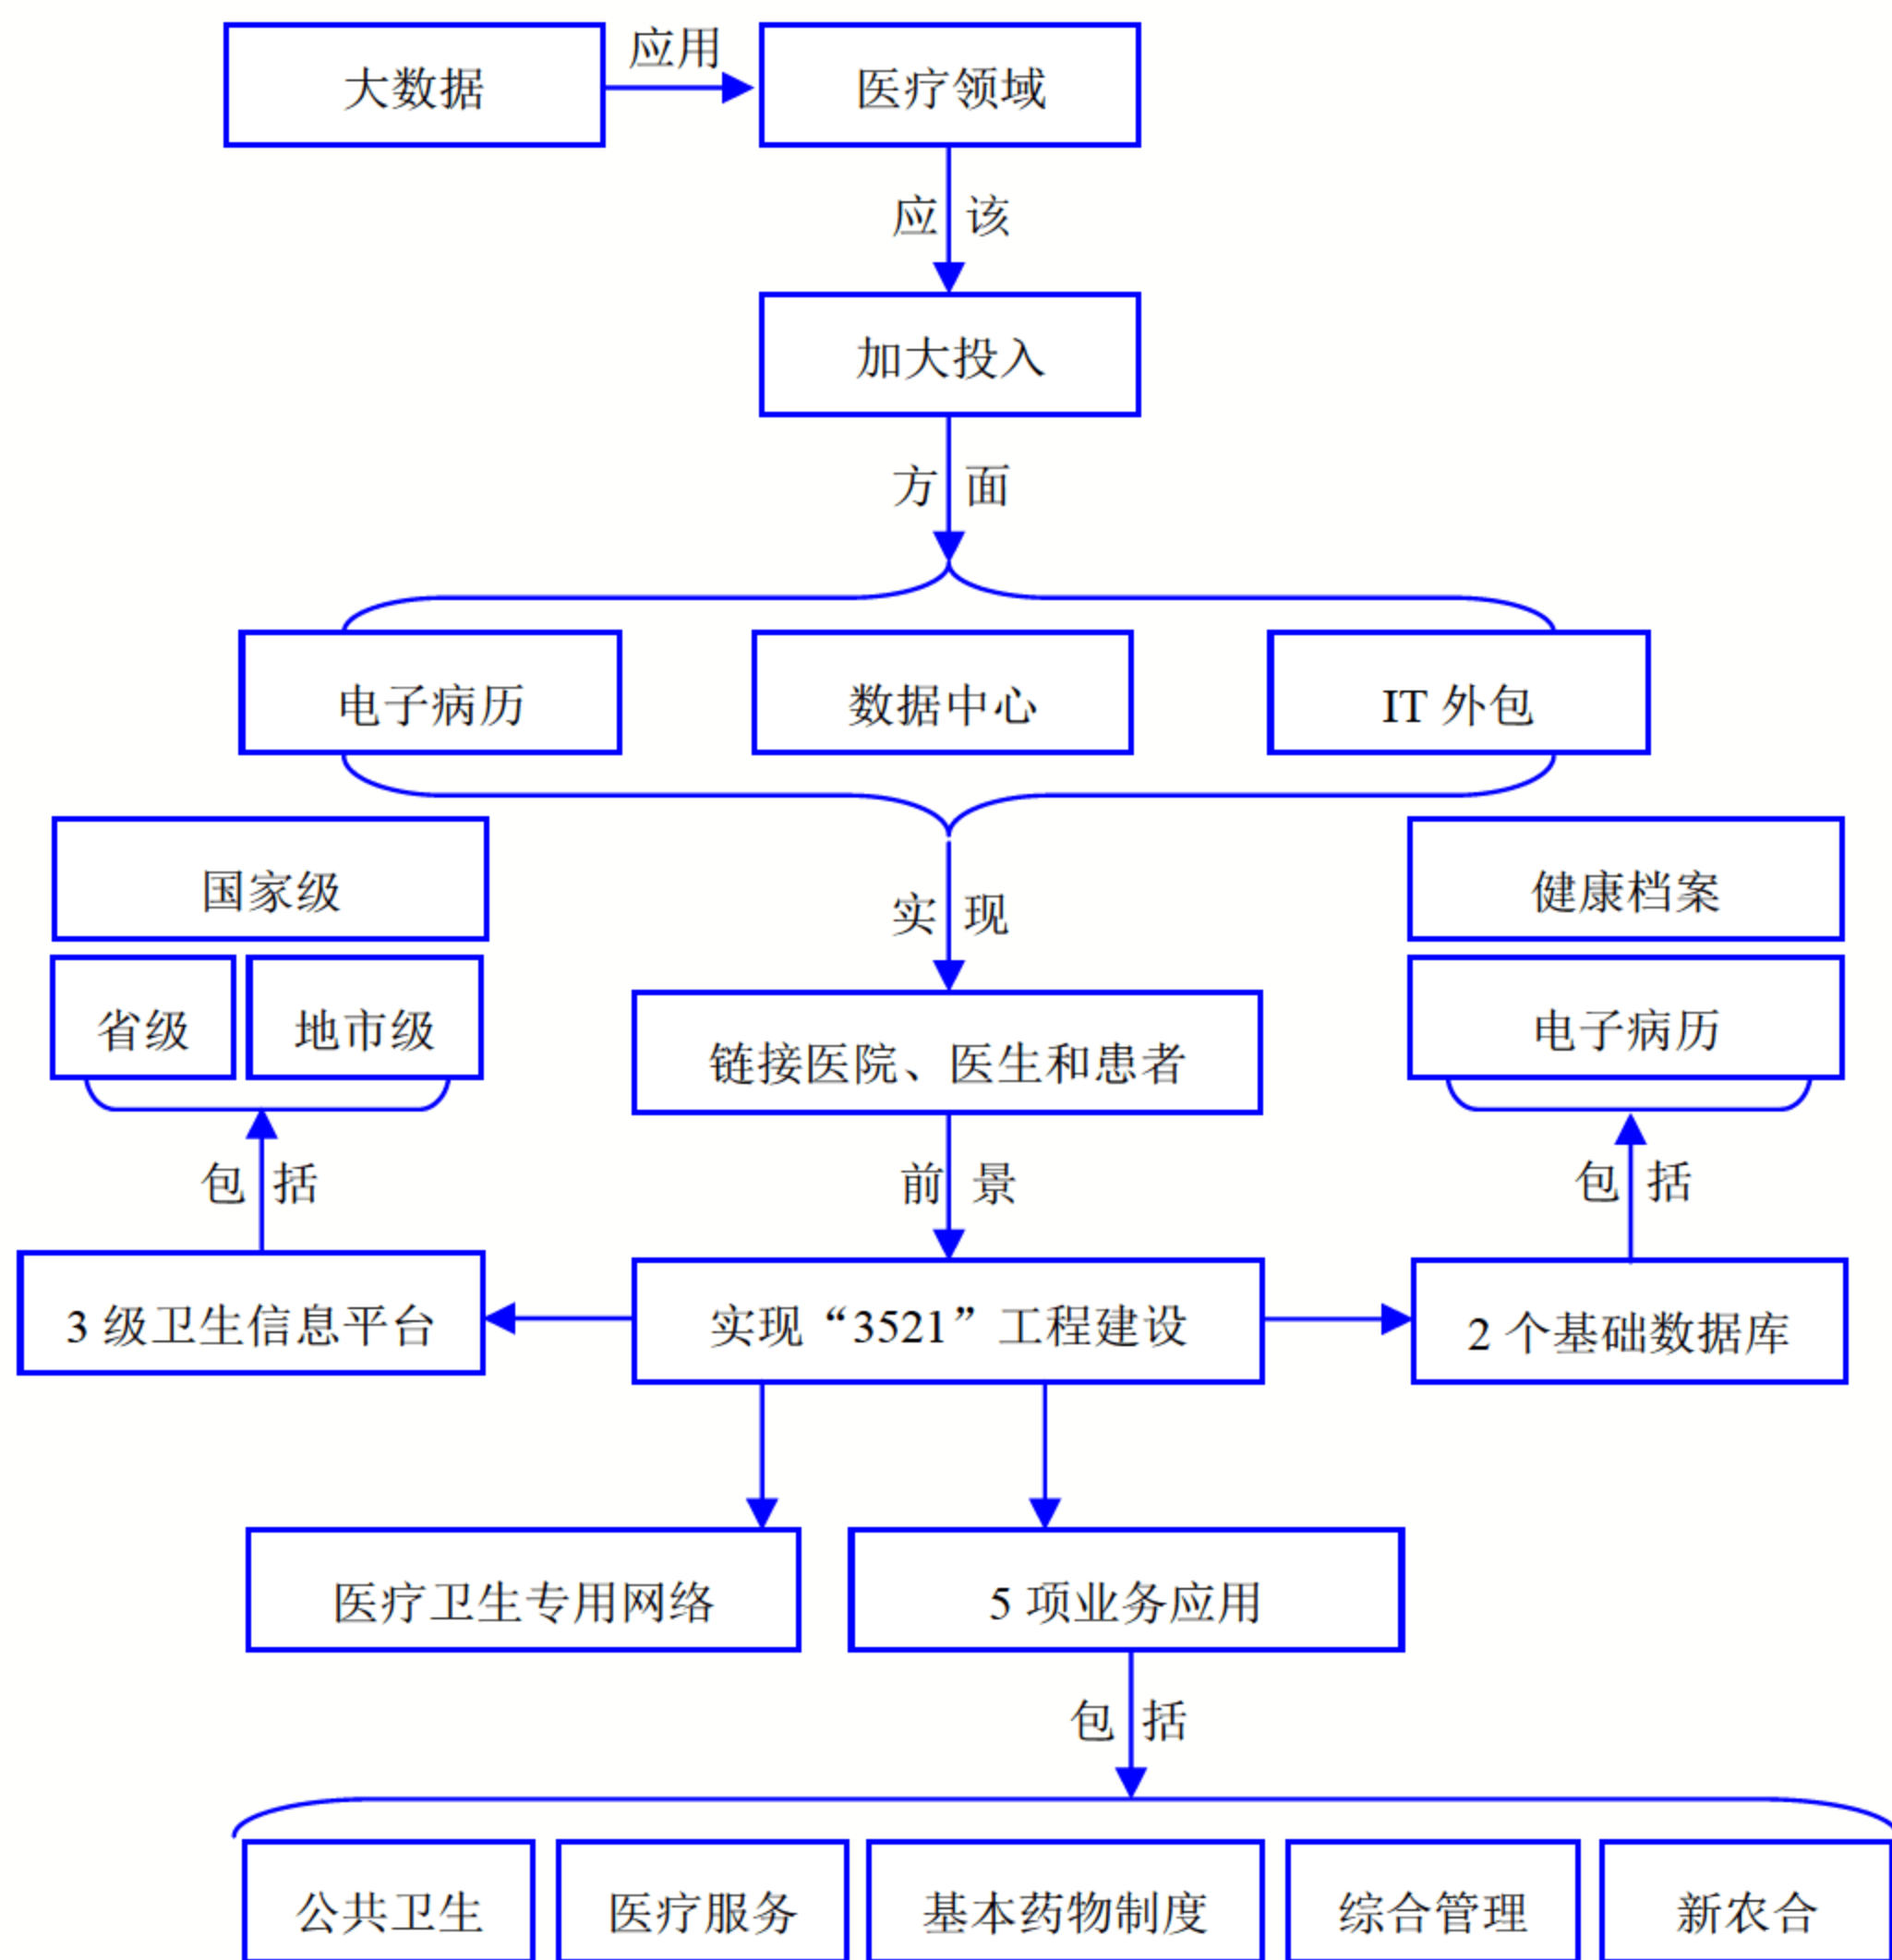 大数据
应用
医疗领域
应 该
加大投入
方 面
电子病历
数据中心
IT 外包
国家级
省级
地市级
实 现
健康档案
电子病历
链接医院、医生和患者
包 括
前 景
包 括
3 级卫生信息平台
实现“3521”工程建设
2 个基础数据库
医疗卫生专用网络
5 项业务应用
包 括
公共卫生
医疗服务
基本药物制度
综合管理
新农合